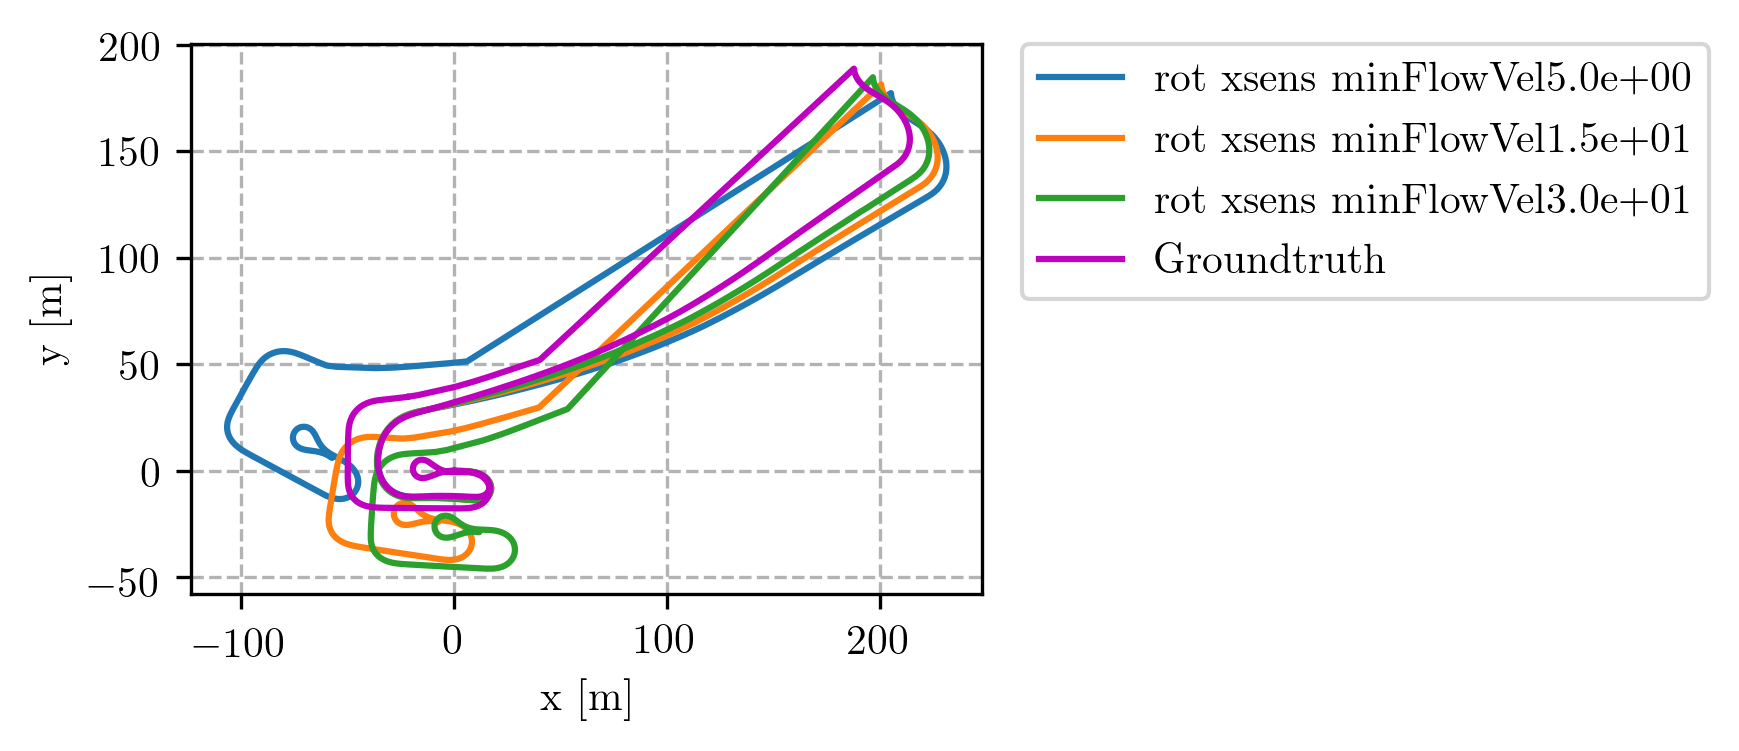 200
150
100
50
0
−50
y [m]
−100
0
100
200
x [m]
rot xsens minFlowVel5.0e+00
rot xsens minFlowVel1.5e+01
rot xsens minFlowVel3.0e+01
Groundtruth